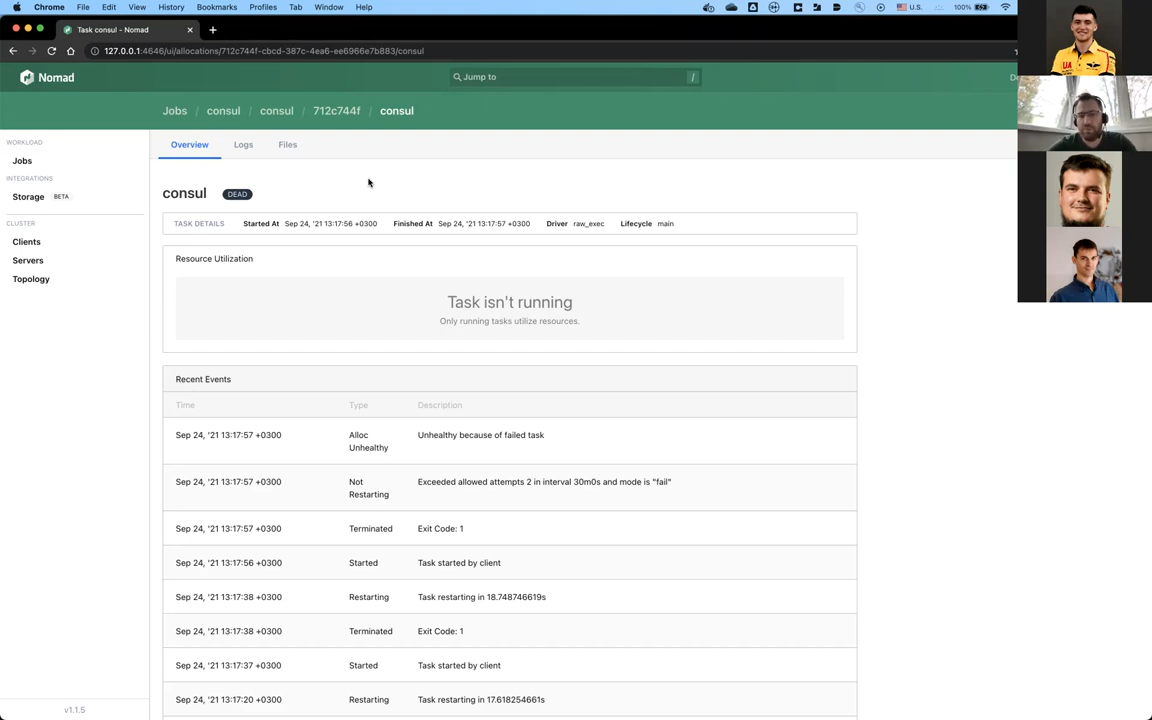 Chrome File Edit View History Bookmarks Profiles Tab Window Help U.S. 100%
Task consul - Nomad
127.0.0.1:4646/ui/allocations/712c744f-cbcd-387c-4ea6-ee6966e7b883/consul
Nomad
Jump to /
Jobs / consul / consul / 712c744f / consul
WORKLOAD
Jobs
INTEGRATIONS
Storage BETA
CLUSTER
Clients
Servers
Topology
v1.1.5
Overview Logs Files
consul DEAD
TASK DETAILS Started At Sep 24, '21 13:17:56 +0300 Finished At Sep 24, '21 13:17:57 +0300 Driver raw_exec Lifecycle main
Resource Utilization
Task isn't running
Only running tasks utilize resources.
Recent Events
Time Type Description
Sep 24, '21 13:17:57 +0300 Alloc Unhealthy Unhealthy because of failed task
Sep 24, '21 13:17:57 +0300 Not Restarting Exceeded allowed attempts 2 in interval 30m0s and mode is "fail"
Sep 24, '21 13:17:57 +0300 Terminated Exit Code: 1
Sep 24, '21 13:17:56 +0300 Started Task started by client
Sep 24, '21 13:17:38 +0300 Restarting Task restarting in 18.748746619s
Sep 24, '21 13:17:38 +0300 Terminated Exit Code: 1
Sep 24, '21 13:17:37 +0300 Started Task started by client
Sep 24, '21 13:17:20 +0300 Restarting Task restarting in 17.618254661s
UA